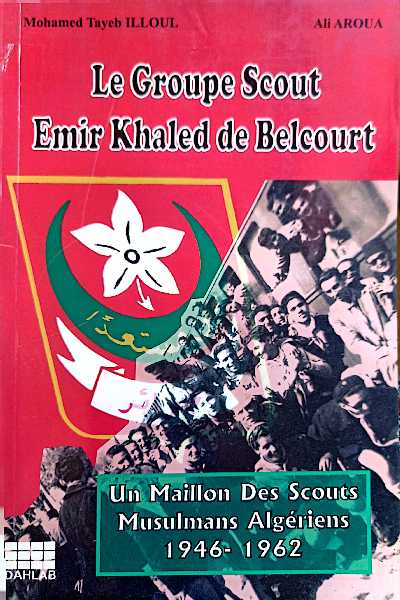 Mohamed Tayeb ILLOUL
Ali AROUA
Le Groupe Scout
Emir Khaled de Belcourt
Un Maillon Des Scouts
Musulmans Algériens
1946- 1962
DAHLAB